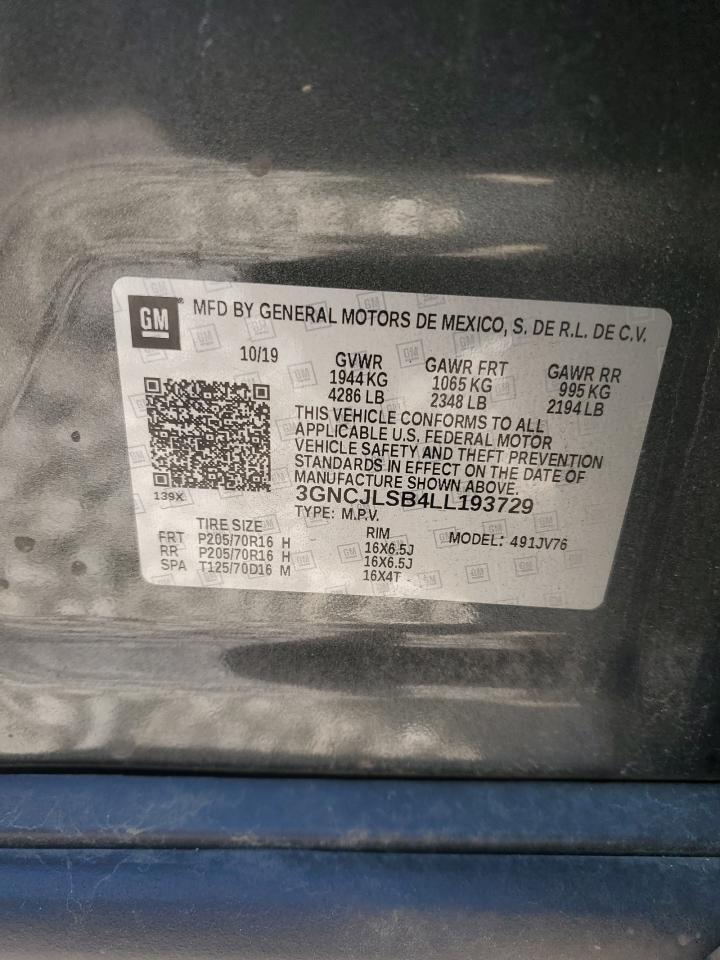 GM
MFD BY GENERAL MOTORS DE MEXICO, S. DE R.L. DE C.V.
10/19
GVWR GAWR FRT GAWR RR
1944 KG 1065 KG 995 KG
4286 LB 2348 LB 2194 LB
THIS VEHICLE CONFORMS TO ALL
APPLICABLE U.S. FEDERAL MOTOR
VEHICLE SAFETY AND THEFT PREVENTION
STANDARDS IN EFFECT ON THE DATE OF
MANUFACTURE SHOWN ABOVE.
139X
3GNCJLSB4LL193729
TYPE: M.P.V.
TIRE SIZE RIM MODEL: 491JV76
FRT P205/70R16 H 16X6.5J
RR P205/70R16 H 16X6.5J
SPA T125/70D16 M 16X4T